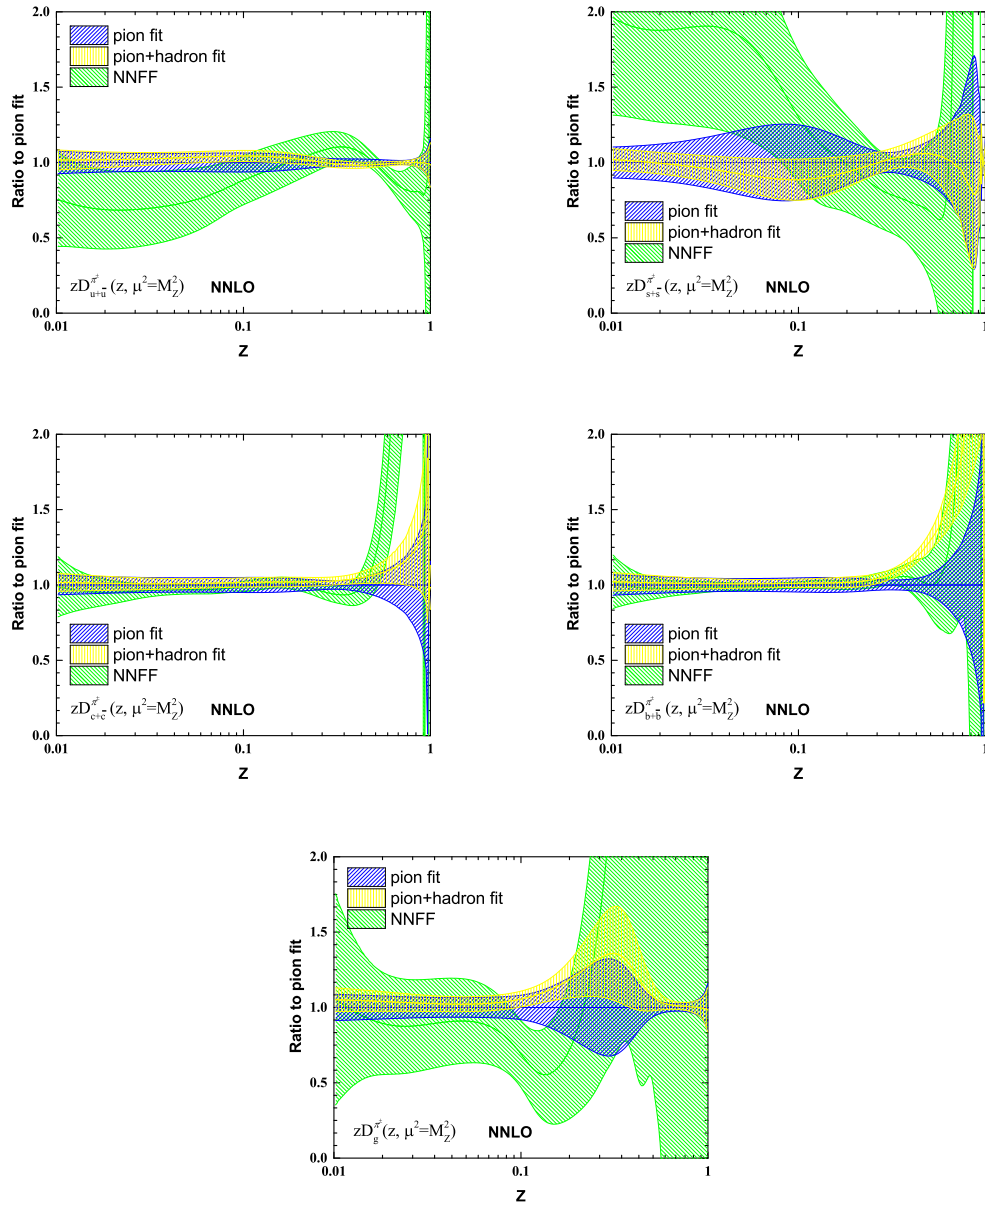 2.0
1.5
1.0
0.5
0.0
Ratio to pion fit
pion fit
pion+hadron fit
NNFF
zD^{π^±}_{u+u̅}(z, μ²=M_Z²) NNLO
0.01 0.1 1
Z
2.0
1.5
1.0
0.5
0.0
Ratio to pion fit
pion fit
pion+hadron fit
NNFF
zD^{π^±}_{s+s̅}(z, μ²=M_Z²) NNLO
0.01 0.1 1
Z
2.0
1.5
1.0
0.5
0.0
Ratio to pion fit
pion fit
pion+hadron fit
NNFF
zD^{π^±}_{c+c̅}(z, μ²=M_Z²) NNLO
0.01 0.1 1
Z
2.0
1.5
1.0
0.5
0.0
Ratio to pion fit
pion fit
pion+hadron fit
NNFF
zD^{π^±}_{b+b̅}(z, μ²=M_Z²) NNLO
0.01 0.1 1
Z
2.0
1.5
1.0
0.5
0.0
Ratio to pion fit
pion fit
pion+hadron fit
NNFF
zD^{π^±}_{g}(z, μ²=M_Z²) NNLO
0.01 0.1 1
Z